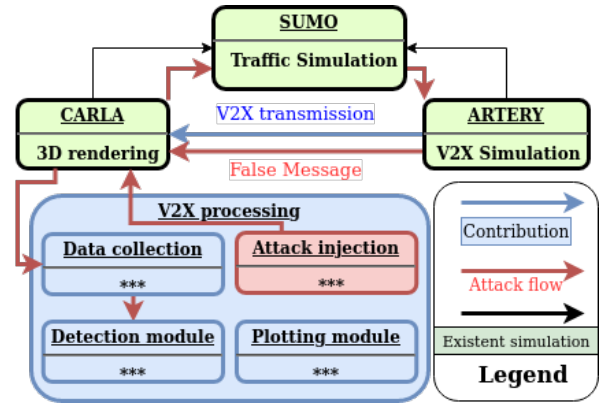 SUMO
Traffic Simulation
CARLA
3D rendering
V2X transmission
ARTERY
V2X Simulation
False Message
V2X processing
Data collection
***
Attack injection
***
Detection module
***
Plotting module
***
Contribution
Attack flow
Existent simulation
Legend